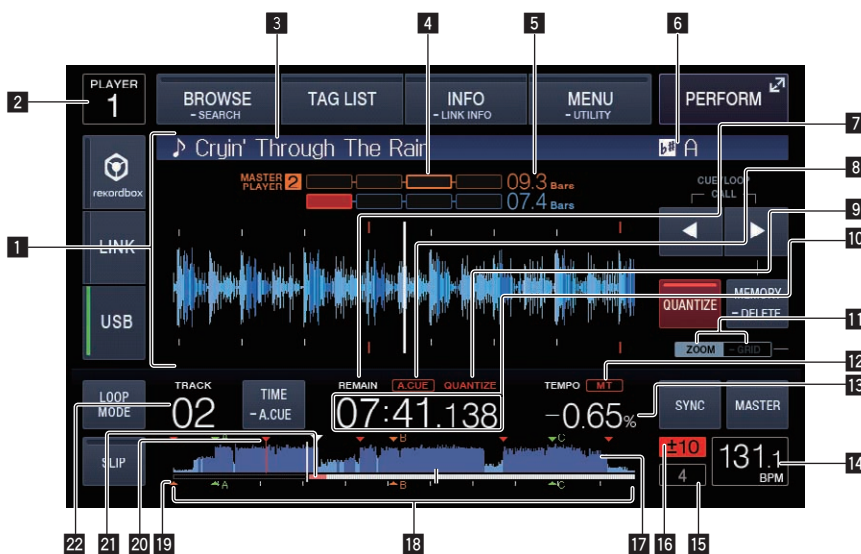 3
4
5
6
2
PLAYER
1
BROWSE
- SEARCH
TAG LIST
INFO
- LINK INFO
MENU
- UTILITY
PERFORM
♪ Cryin' Through The Rain
b# A
7
MASTER PLAYER 2
09.3 Bars
07.4 Bars
CUE/LOOP
CALL
8
rekordbox
9
1
LINK
10
USB
QUANTIZE
MEMORY
- DELETE
11
ZOOM - GRID
12
LOOP MODE
TRACK
02
TIME
- A.CUE
REMAIN A.CUE QUANTIZE
07:41.138
TEMPO MT
-0.65%
SYNC
MASTER
13
SLIP
A B C
±10
131.1
BPM
14
4
A B C
22
21
20
19
18
17
16
15